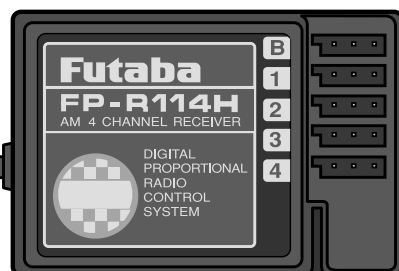 Futaba
FP-R114H
AM 4 CHANNEL RECEIVER
DIGITAL
PROPORTIONAL
RADIO
CONTROL
SYSTEM
B
1
2
3
4